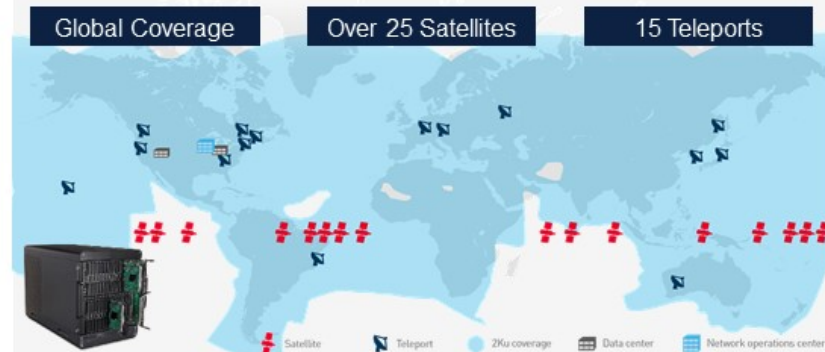 Global Coverage
Over 25 Satellites
15 Teleports
Satellite
Teleport
2Ku coverage
Data center
Network operations center